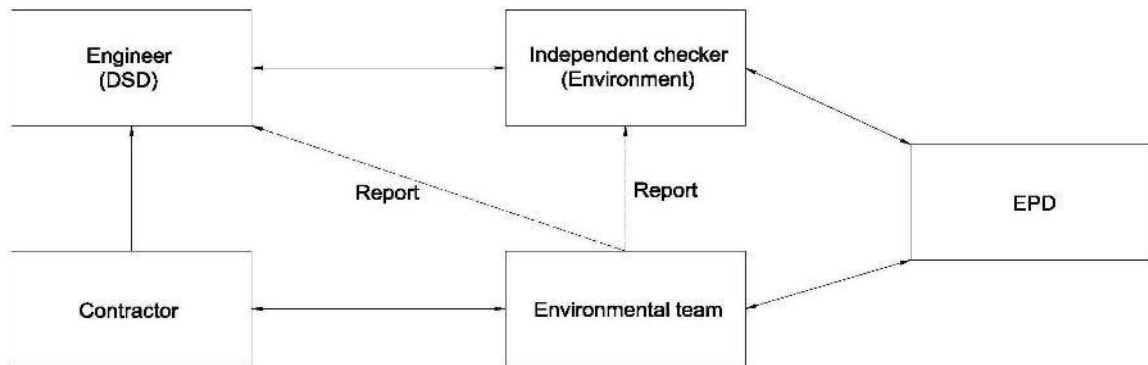 Engineer
(DSD)
Independent checker
(Environment)
Report
Report
EPD
Contractor
Environmental team